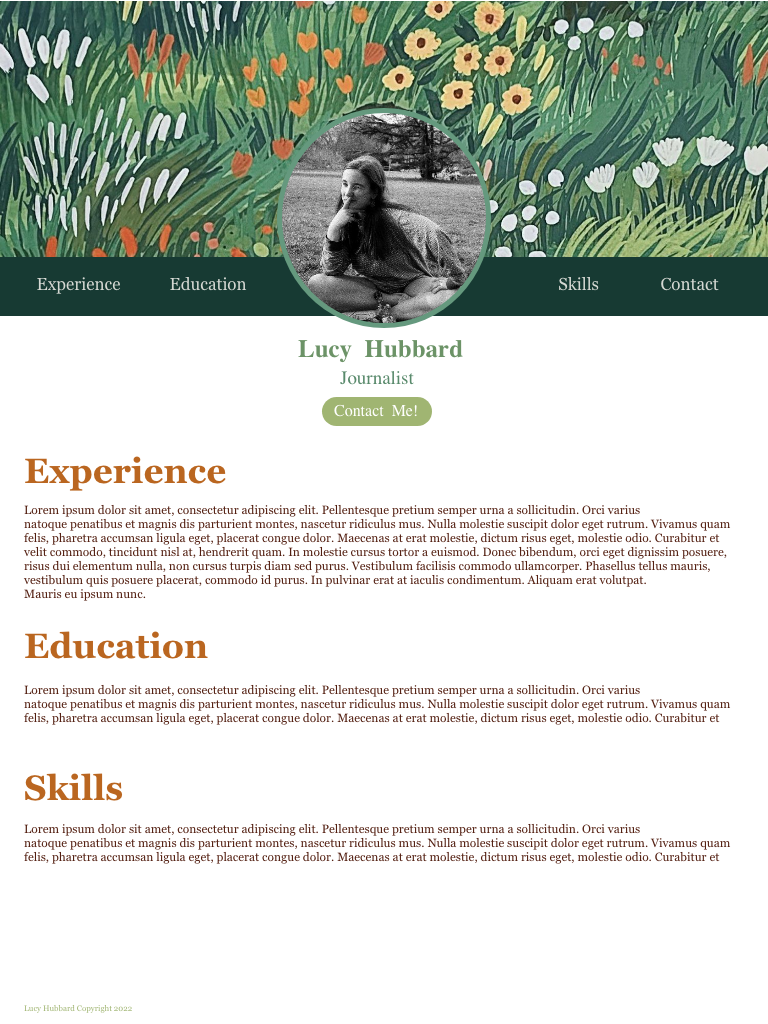 Experience Education Skills Contact
Lucy Hubbard
Journalist
Contact Me!
Experience
Lorem ipsum dolor sit amet, consectetur adipiscing elit. Pellentesque pretium semper urna a sollicitudin. Orci varius
natoque penatibus et magnis dis parturient montes, nascetur ridiculus mus. Nulla molestie suscipit dolor eget rutrum. Vivamus quam
felis, pharetra accumsan ligula eget, placerat congue dolor. Maecenas at erat molestie, dictum risus eget, molestie odio. Curabitur et
velit commodo, tincidunt nisl at, hendrerit quam. In molestie cursus tortor a euismod. Donec bibendum, orci eget dignissim posuere,
risus dui elementum nulla, non cursus turpis diam sed purus. Vestibulum facilisis commodo ullamcorper. Phasellus tellus mauris,
vestibulum quis posuere placerat, commodo id purus. In pulvinar erat at iaculis condimentum. Aliquam erat volutpat.
Mauris eu ipsum nunc.
Education
Lorem ipsum dolor sit amet, consectetur adipiscing elit. Pellentesque pretium semper urna a sollicitudin. Orci varius
natoque penatibus et magnis dis parturient montes, nascetur ridiculus mus. Nulla molestie suscipit dolor eget rutrum. Vivamus quam
felis, pharetra accumsan ligula eget, placerat congue dolor. Maecenas at erat molestie, dictum risus eget, molestie odio. Curabitur et
Skills
Lorem ipsum dolor sit amet, consectetur adipiscing elit. Pellentesque pretium semper urna a sollicitudin. Orci varius
natoque penatibus et magnis dis parturient montes, nascetur ridiculus mus. Nulla molestie suscipit dolor eget rutrum. Vivamus quam
felis, pharetra accumsan ligula eget, placerat congue dolor. Maecenas at erat molestie, dictum risus eget, molestie odio. Curabitur et
Lucy Hubbard Copyright 2022